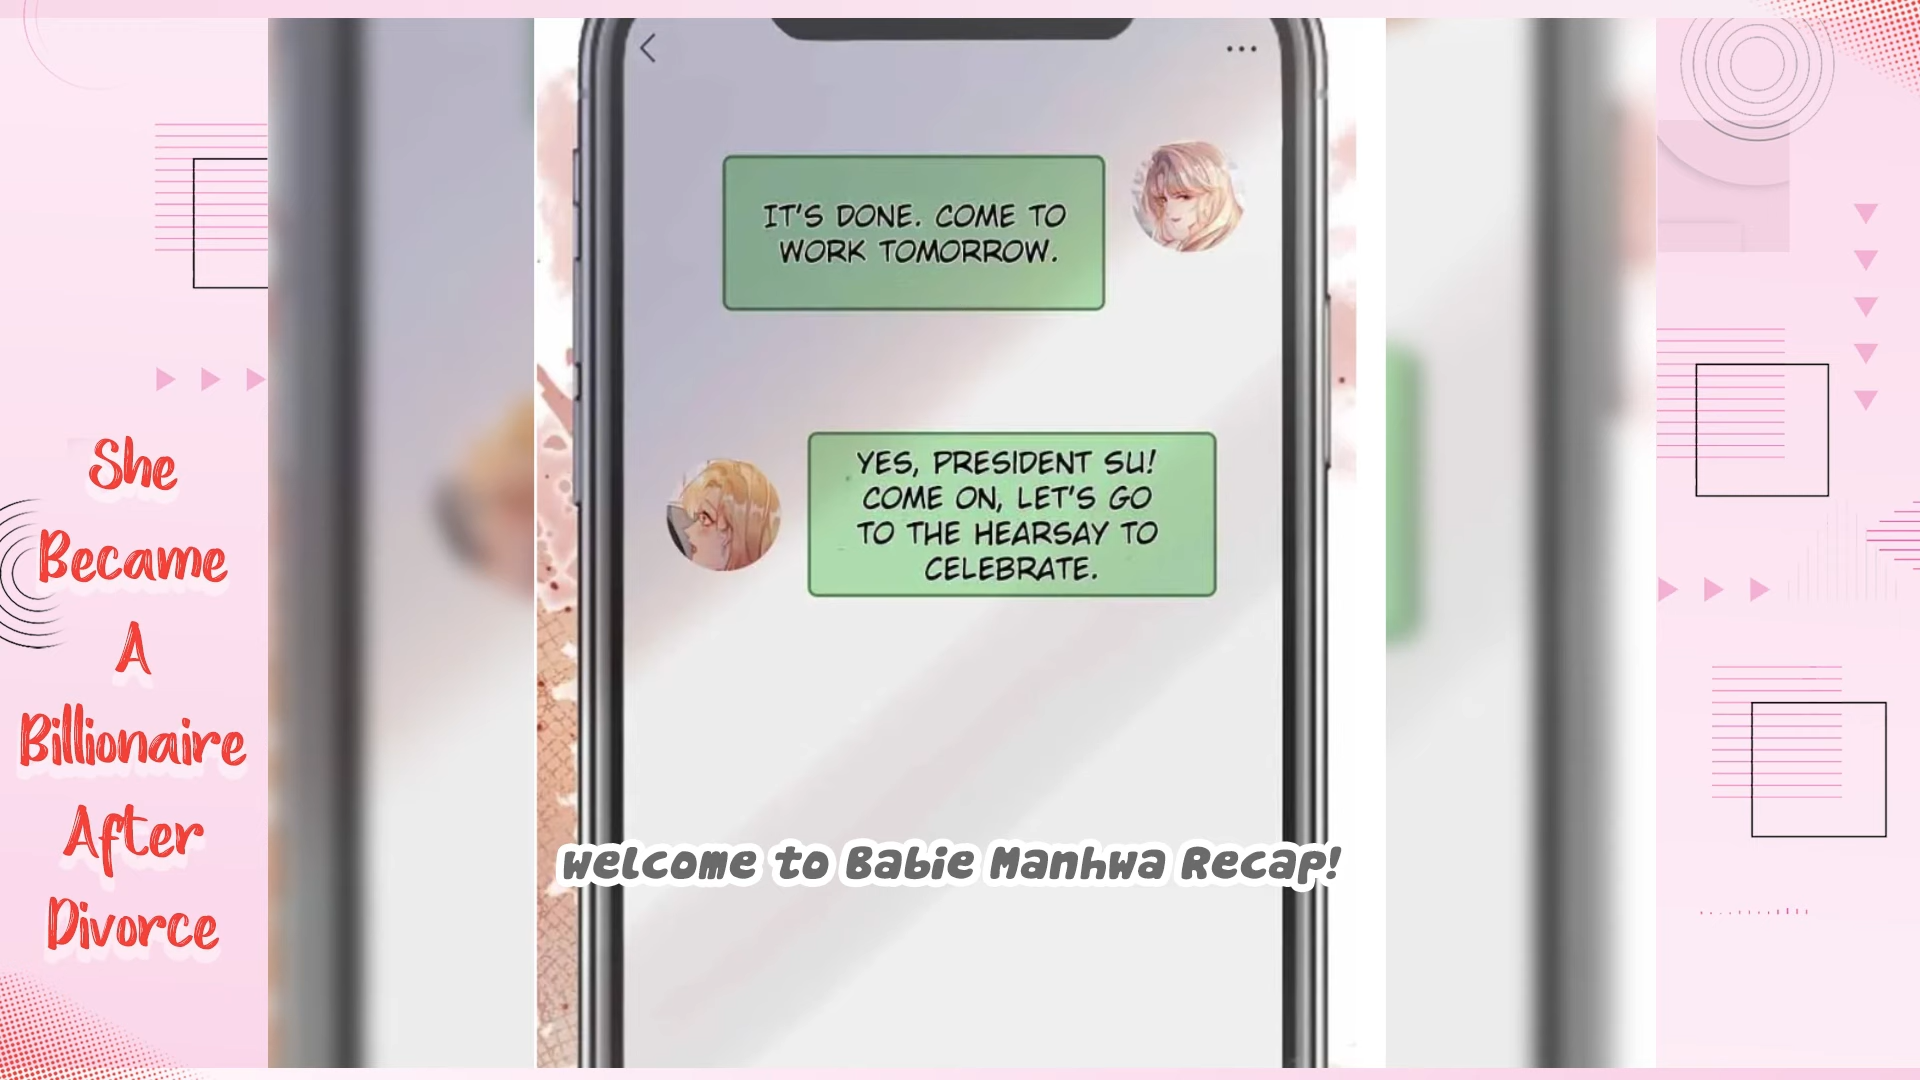 She
Became
A
Billionaire
After
Divorce
IT'S DONE. COME TO
WORK TOMORROW.
YES, PRESIDENT SU!
COME ON, LET'S GO
TO THE HEARSAY TO
CELEBRATE.
welcome to Babie Manhwa Recap!